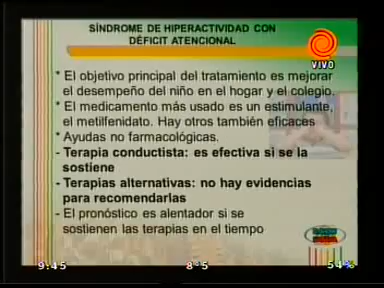 SÍNDROME DE HIPERACTIVIDAD CON
DÉFICIT ATENCIONAL
VIVO
* El objetivo principal del tratamiento es mejorar
el desempeño del niño en el hogar y el colegio.
* El medicamento más usado es un estimulante,
el metilfenidato. Hay otros también eficaces
* Ayudas no farmacológicas.
- Terapia conductista: es efectiva si se la
sostiene
- Terapias alternativas: no hay evidencias
para recomendarlas
- El pronóstico es alentador si se
sostienen las terapias en el tiempo
9:45
8°5
54%